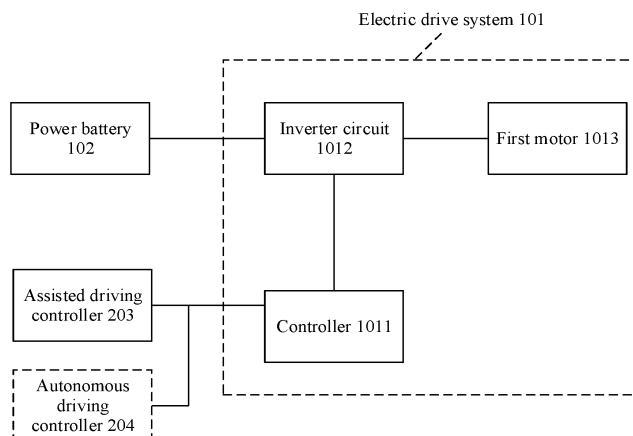 Electric drive system 101
Power battery
102
Inverter circuit
1012
First motor 1013
Assisted driving
controller 203
Controller 1011
Autonomous
driving
controller 204